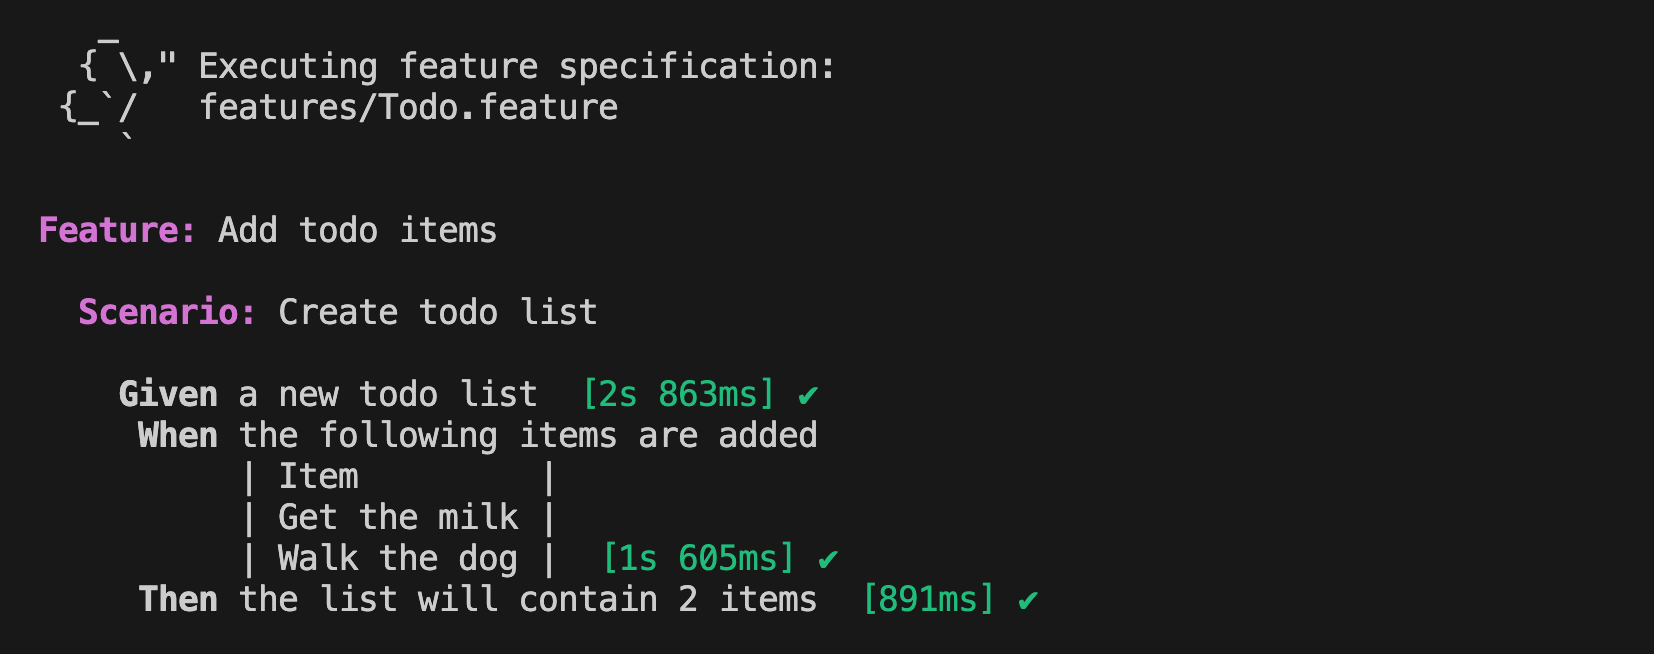 _
  { \," Executing feature specification:
 {_`/   features/Todo.feature
    `
Feature: Add todo items
Scenario: Create todo list
Given a new todo list  [2s 863ms] ✔
When the following items are added
| Item         |
| Get the milk |
| Walk the dog |  [1s 605ms] ✔
Then the list will contain 2 items  [891ms] ✔